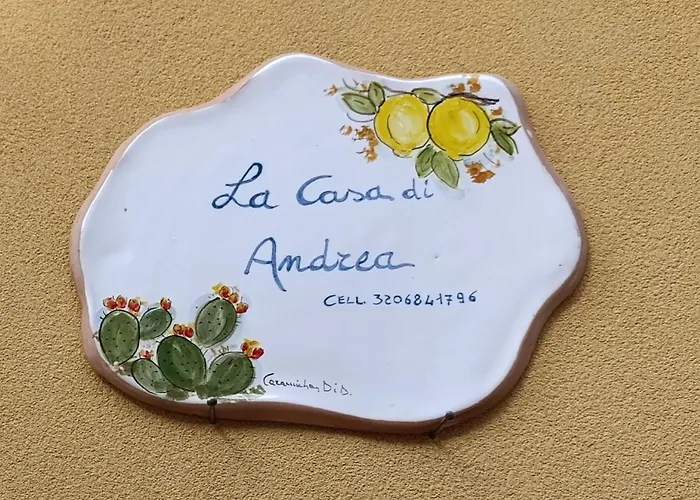 La Casa di
Andrea
CELL. 3206841796
D.D.